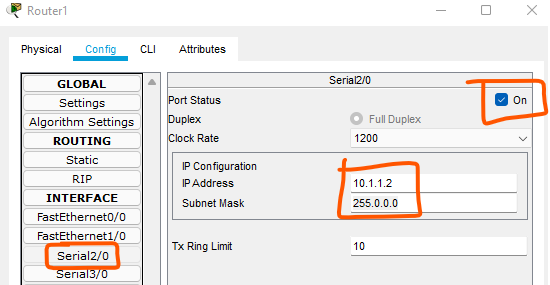 Router1
Physical Config CLI Attributes
GLOBAL
Settings
Algorithm Settings
ROUTING
Static
RIP
INTERFACE
FastEthernet0/0
FastEthernet1/0
Serial2/0
Serial3/0
Serial2/0
Port Status On
Duplex Full Duplex
Clock Rate 1200
IP Configuration
IP Address 10.1.1.2
Subnet Mask 255.0.0.0
Tx Ring Limit 10